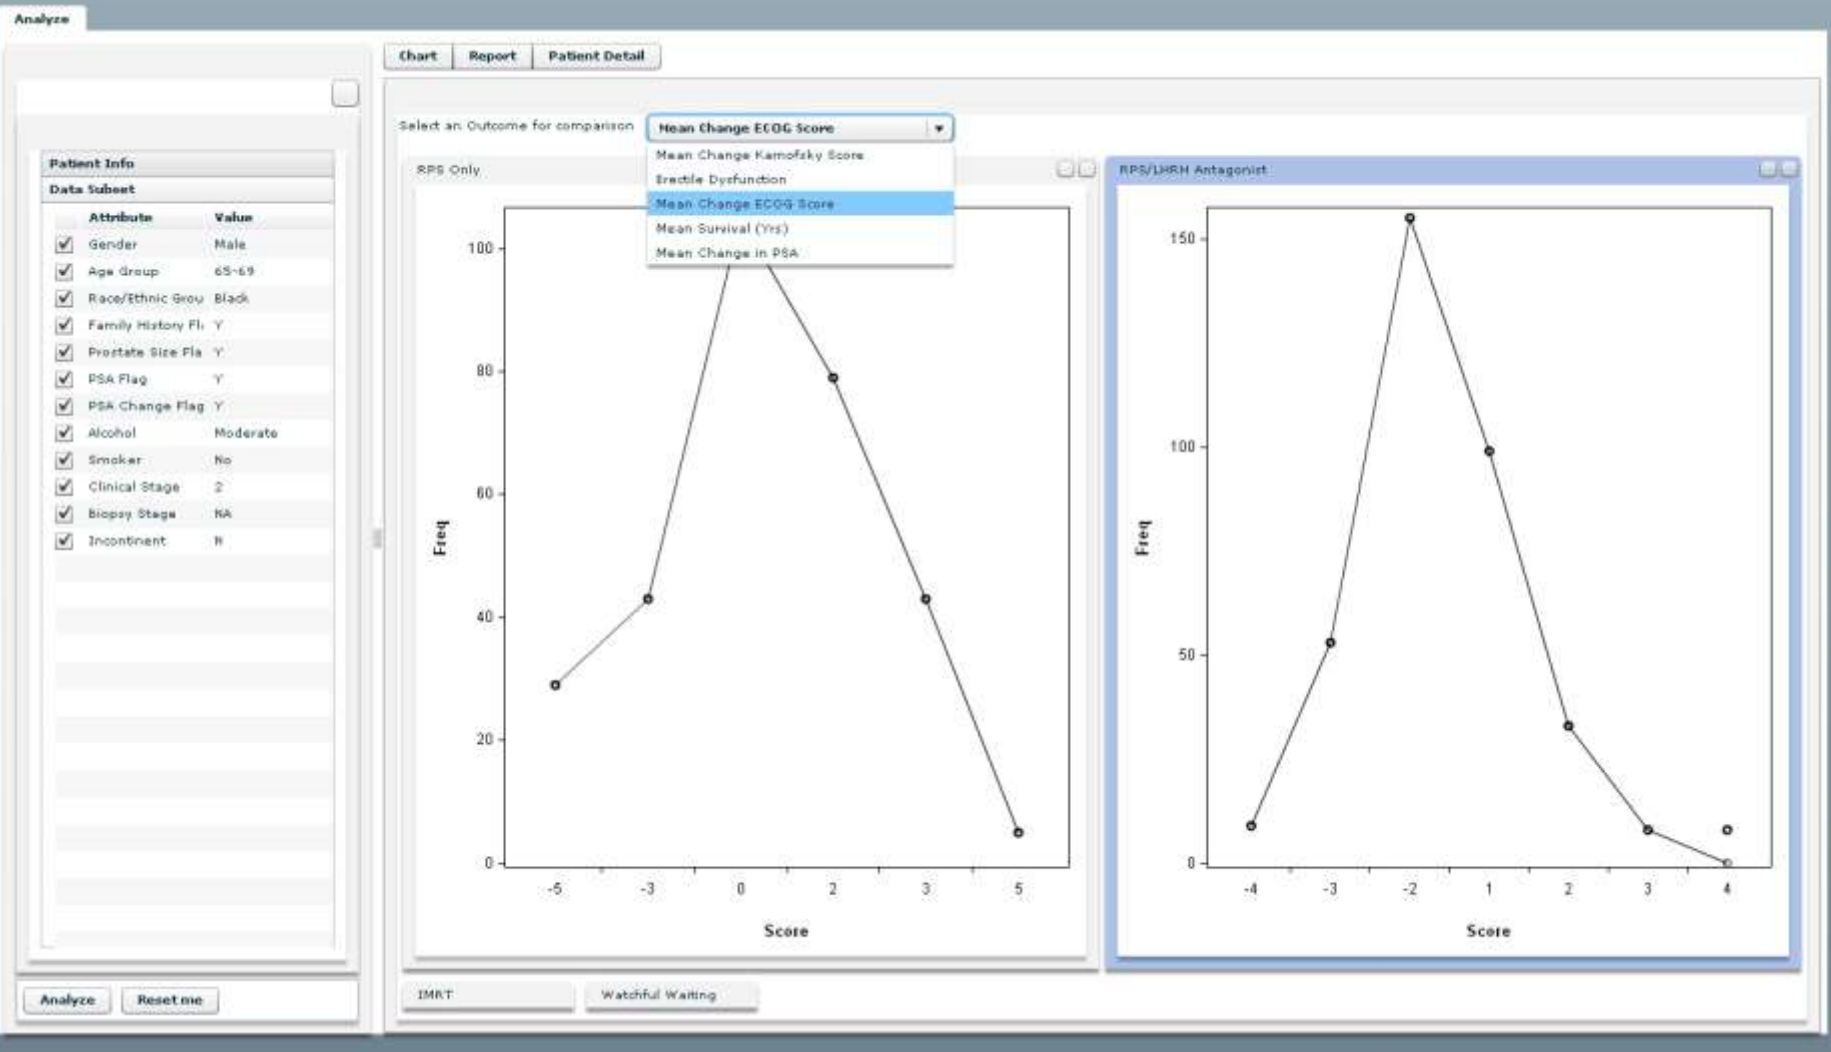 Analyze
Chart Report Patient Detail
Select an Outcome for comparison Mean Change ECOG Score
Mean Change Karnofsky Score
Erectile Dysfunction
Mean Change ECOG Score
Mean Survival (Yrs)
Mean Change in PSA
Patient Info
Data Subset
Attribute Value
Gender Male
Age Group 65-69
Race/Ethnic Grou Black
Family History Fl Y
Prostate Size Fla Y
PSA Flag Y
PSA Change Flag Y
Alcohol Moderate
Smoker No
Clinical Stage 2
Biopsy Stage NA
Incontinent N
Analyze Reset me
RPS Only
100
80
60
40
20
0
Freq
-5 -3 0 2 3 5
Score
RPS/LHRH Antagonist
150
100
50
0
Freq
-4 -3 -2 1 2 3 4
Score
IMRT Watchful Waiting